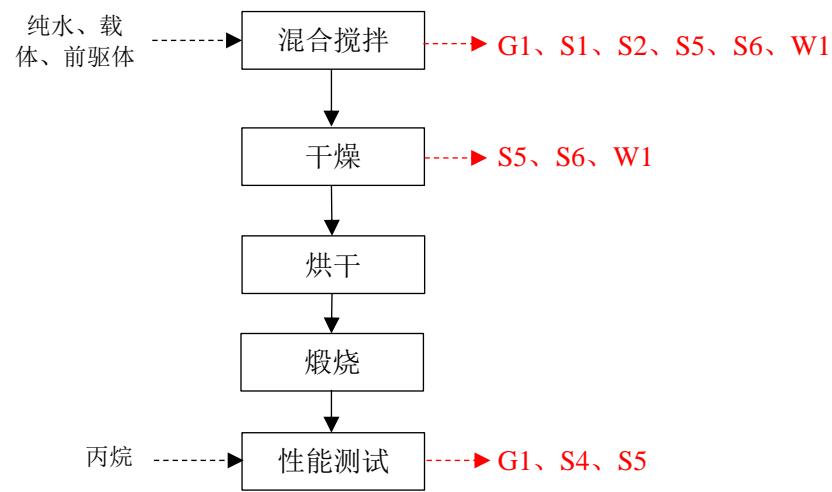 纯水、载
体、前驱体
混合搅拌
G1、S1、S2、S5、S6、W1
干燥
S5、S6、W1
烘干
煅烧
丙烷
性能测试
G1、S4、S5